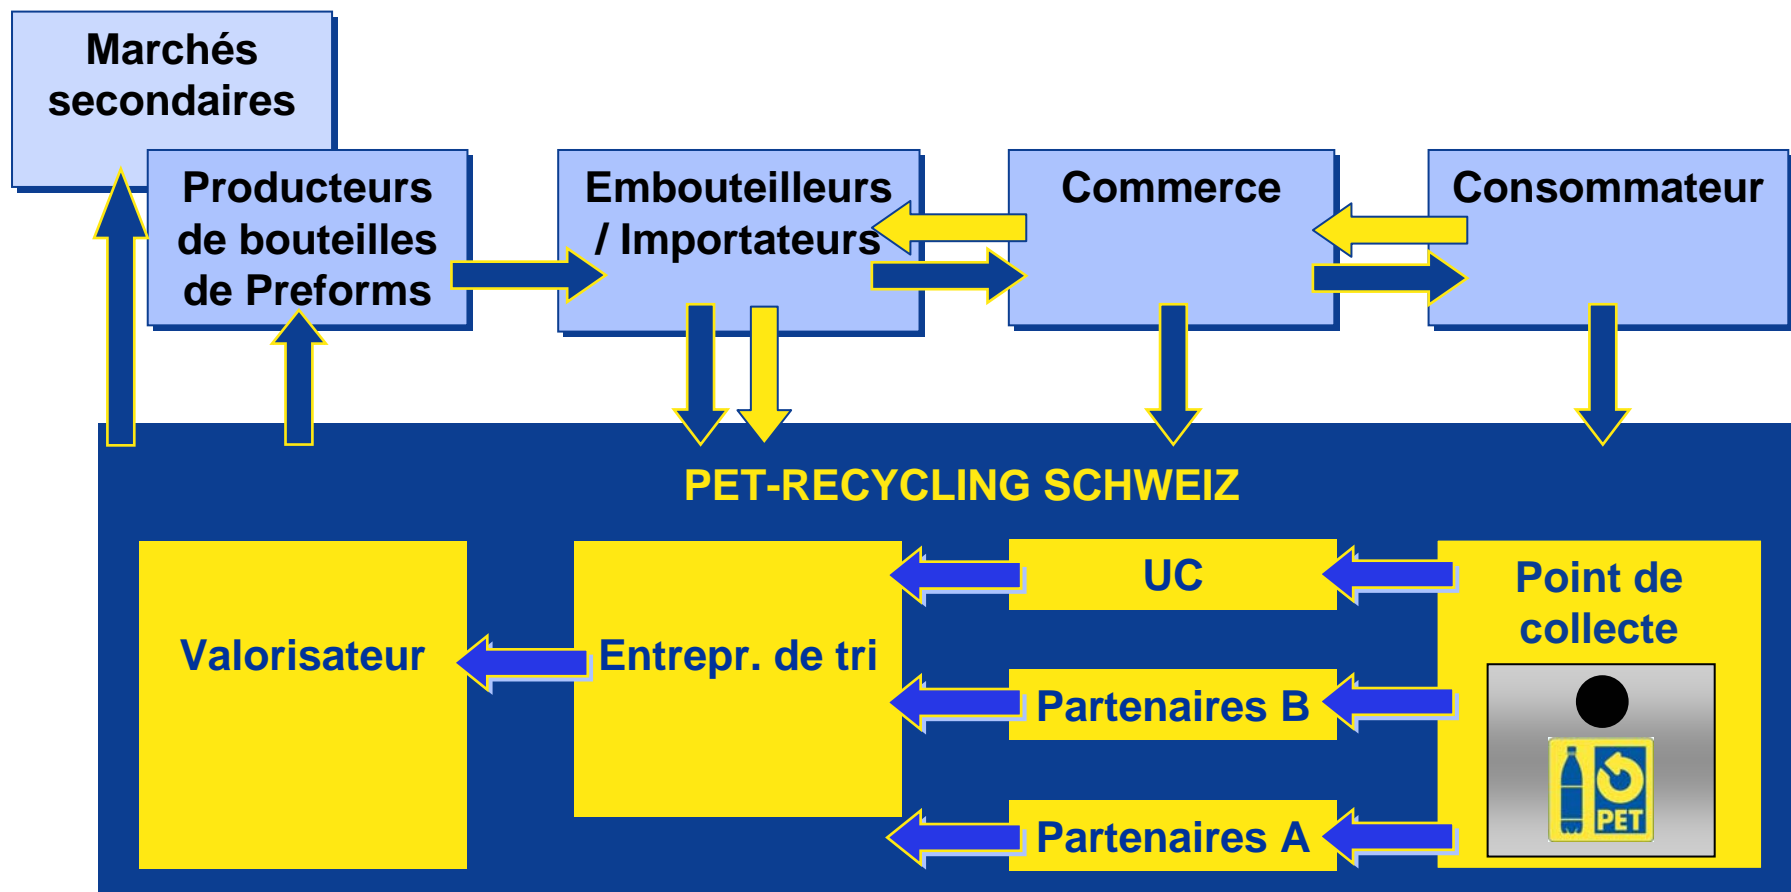 Marchés
secondaires
Producteurs
de bouteilles
de Preforms
Embouteilleurs
/ Importateurs
Commerce
Consommateur
PET-RECYCLING SCHWEIZ
Valorisateur
Entrepr. de tri
UC
Partenaires B
Partenaires A
Point de
collecte
PET